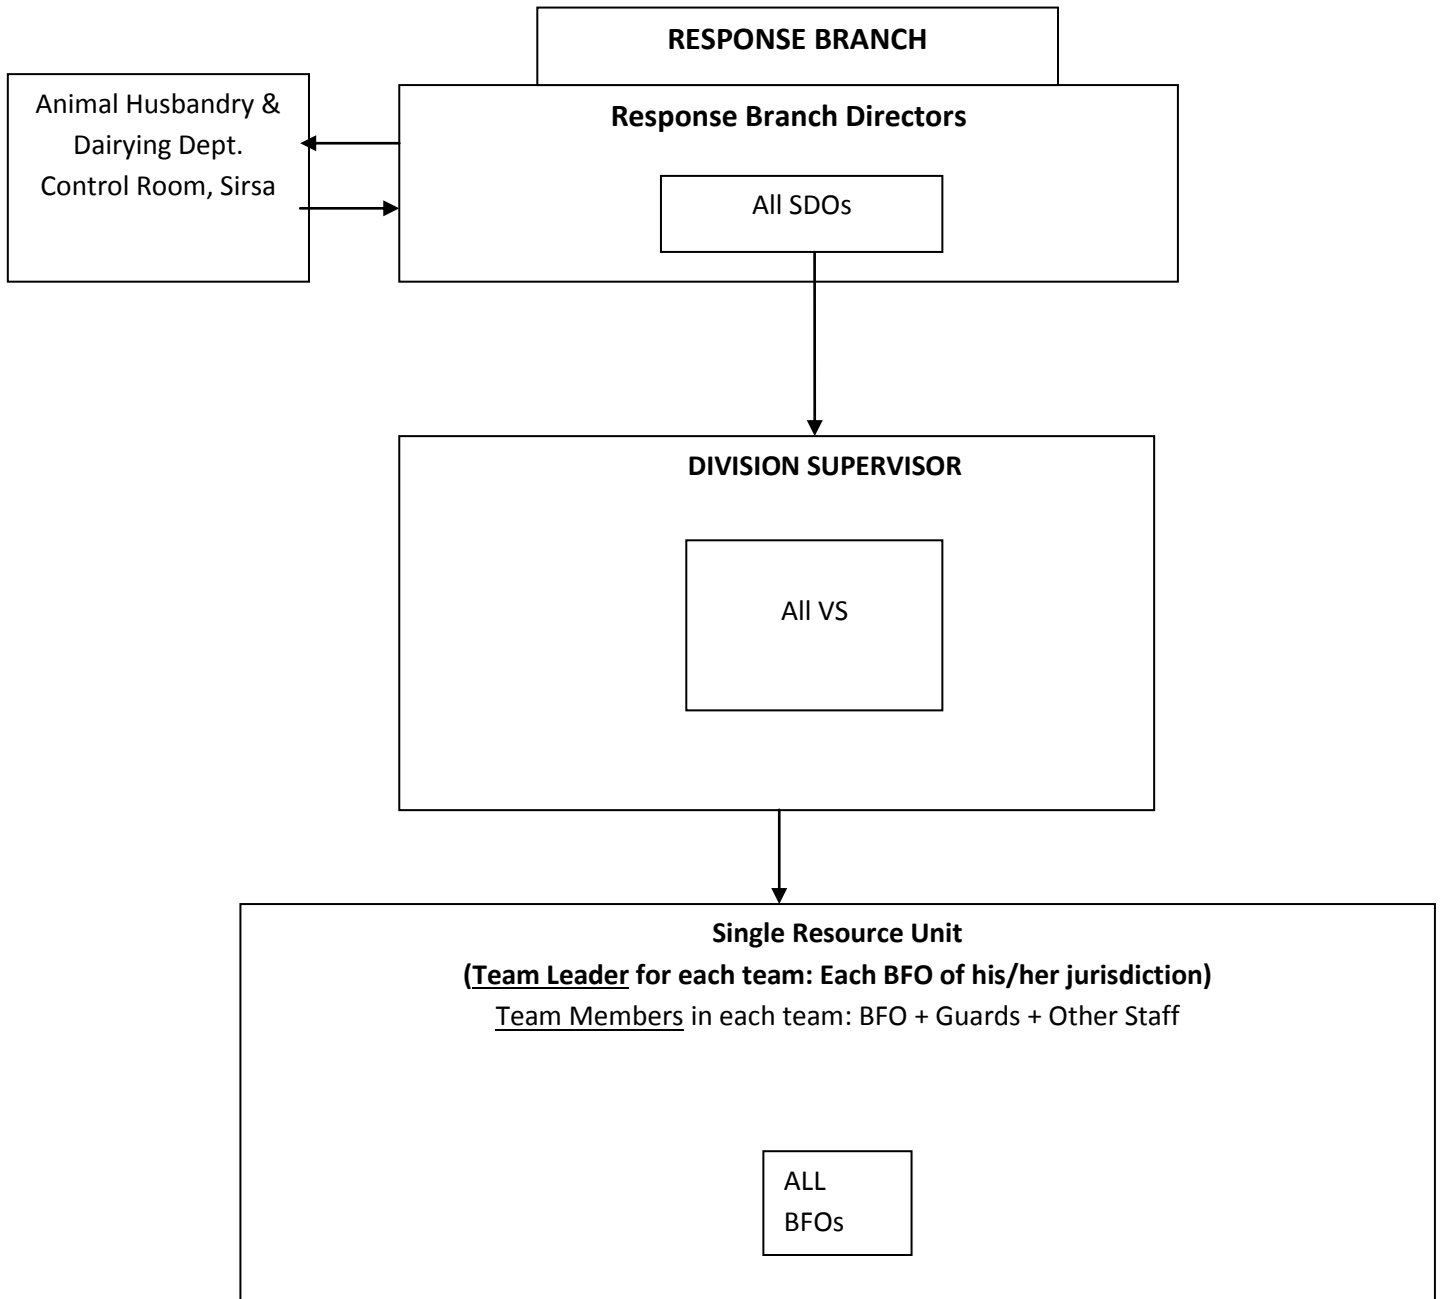 RESPONSE BRANCH
Animal Husbandry &
Dairying Dept.
Control Room, Sirsa
Response Branch Directors
All SDOs
DIVISION SUPERVISOR
All VS
Single Resource Unit
(Team Leader for each team: Each BFO of his/her jurisdiction)
Team Members in each team: BFO + Guards + Other Staff
ALL
BFOs